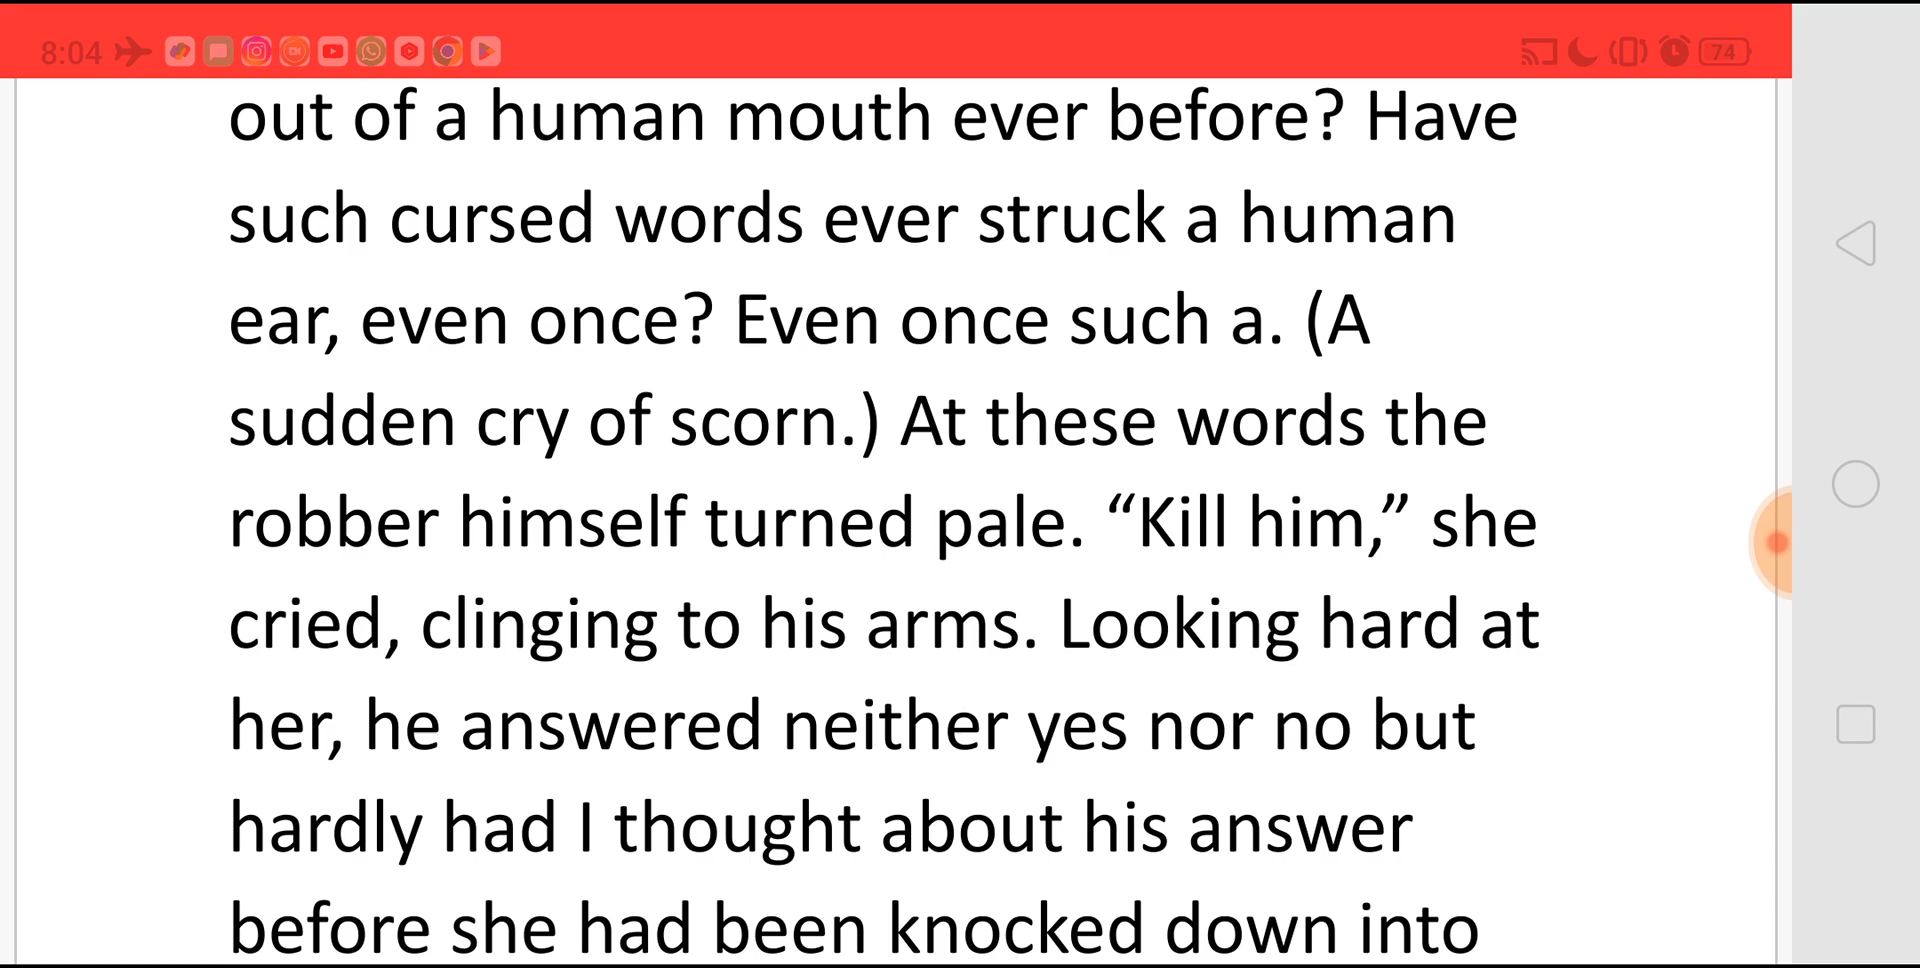 8:04
74
out of a human mouth ever before? Have
such cursed words ever struck a human
ear, even once? Even once such a. (A
sudden cry of scorn.) At these words the
robber himself turned pale. “Kill him,” she
cried, clinging to his arms. Looking hard at
her, he answered neither yes nor no but
hardly had I thought about his answer
before she had been knocked down into